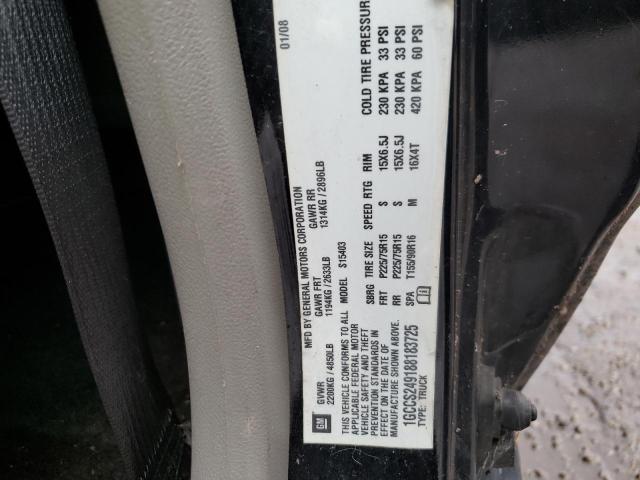 GM
MFD BY GENERAL MOTORS CORPORATION
01/08
GVWR GAWR FRT GAWR RR
2200KG / 4850LB 1194KG / 2633LB 1314KG / 2896LB
THIS VEHICLE CONFORMS TO ALL
APPLICABLE FEDERAL MOTOR
VEHICLE SAFETY AND THEFT
PREVENTION STANDARDS IN
EFFECT ON THE DATE OF
MANUFACTURE SHOWN ABOVE.
1GCCS249188183725
TYPE: TRUCK
MODEL S15403
SBRG TIRE SIZE SPEED RTG RIM COLD TIRE PRESSURE
FRT P225/75R15 S 15X6.5J 230 KPA 33 PSI
RR P225/75R15 S 15X6.5J 230 KPA 33 PSI
SPA T155/90R16 M 16X4T 420 KPA 60 PSI